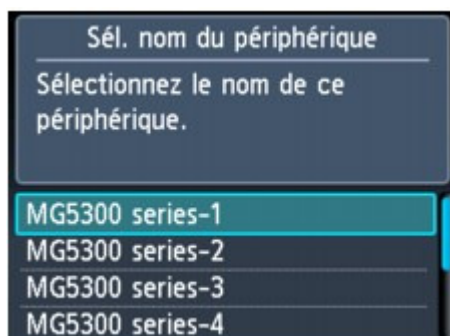 Sél. nom du périphérique
Sélectionnez le nom de ce
périphérique.
MG5300 series-1
MG5300 series-2
MG5300 series-3
MG5300 series-4